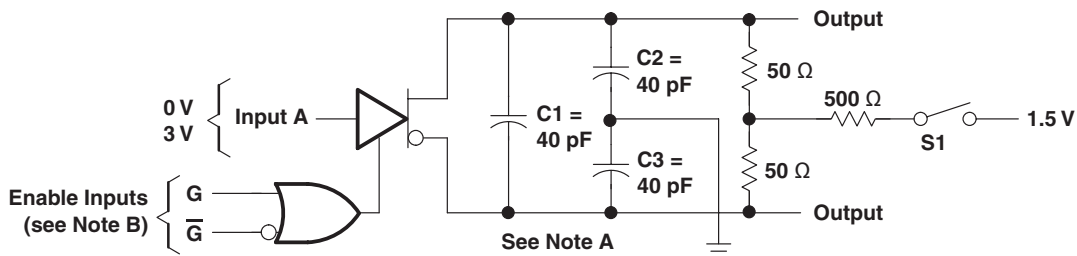 Output
C2 =
40 pF
50 Ω
0 V
3 V
Input A
C1 =
40 pF
500 Ω
1.5 V
S1
C3 =
40 pF
50 Ω
Enable Inputs
(see Note B)
G
G̅
Output
See Note A